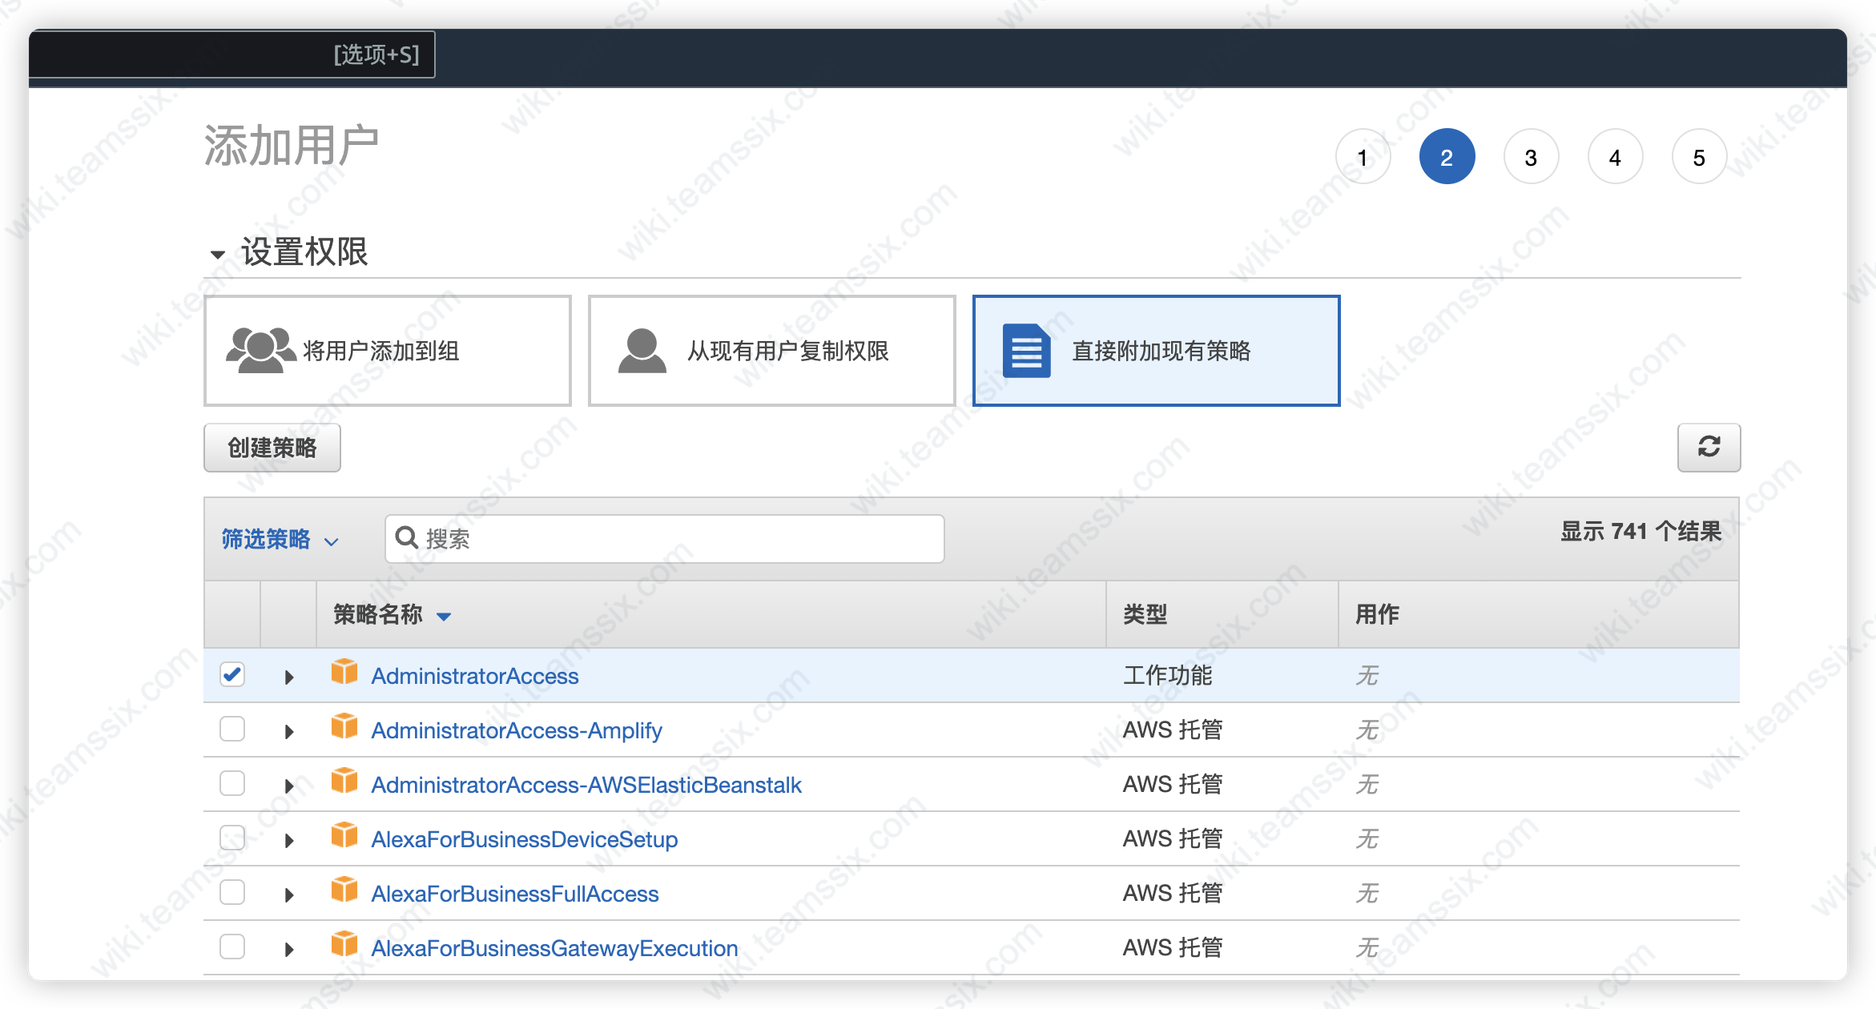 [选项+S]
添加用户
1 2 3 4 5
设置权限
将用户添加到组
从现有用户复制权限
直接附加现有策略
创建策略
筛选策略
搜索
显示 741 个结果
策略名称 类型 用作
AdministratorAccess 工作功能 无
AdministratorAccess-Amplify AWS 托管 无
AdministratorAccess-AWSElasticBeanstalk AWS 托管 无
AlexaForBusinessDeviceSetup AWS 托管 无
AlexaForBusinessFullAccess AWS 托管 无
AlexaForBusinessGatewayExecution AWS 托管 无
wiki.teamssix.com